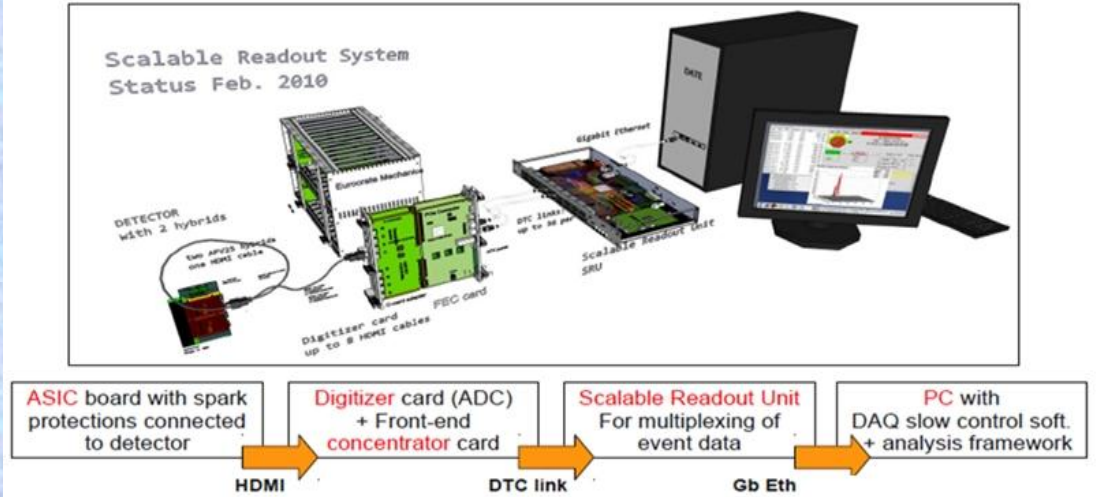 Scalable Readout System
Status Feb. 2010
DATE
Gigabit Ethernet
Eurocrate Mechanics
DETECTOR
with 2 hybrids
two APV25 hybrids
one HDMI cable
DTC links:
up to 36 per
Scalable Readout Unit
SRU
FEC card
Digitizer card
up to 8 HDMI cables
ASIC board with spark
protections connected
to detector
Digitizer card (ADC)
+ Front-end
concentrator card
Scalable Readout Unit
For multiplexing of
event data
PC with
DAQ slow control soft.
+ analysis framework
HDMI
DTC link
Gb Eth